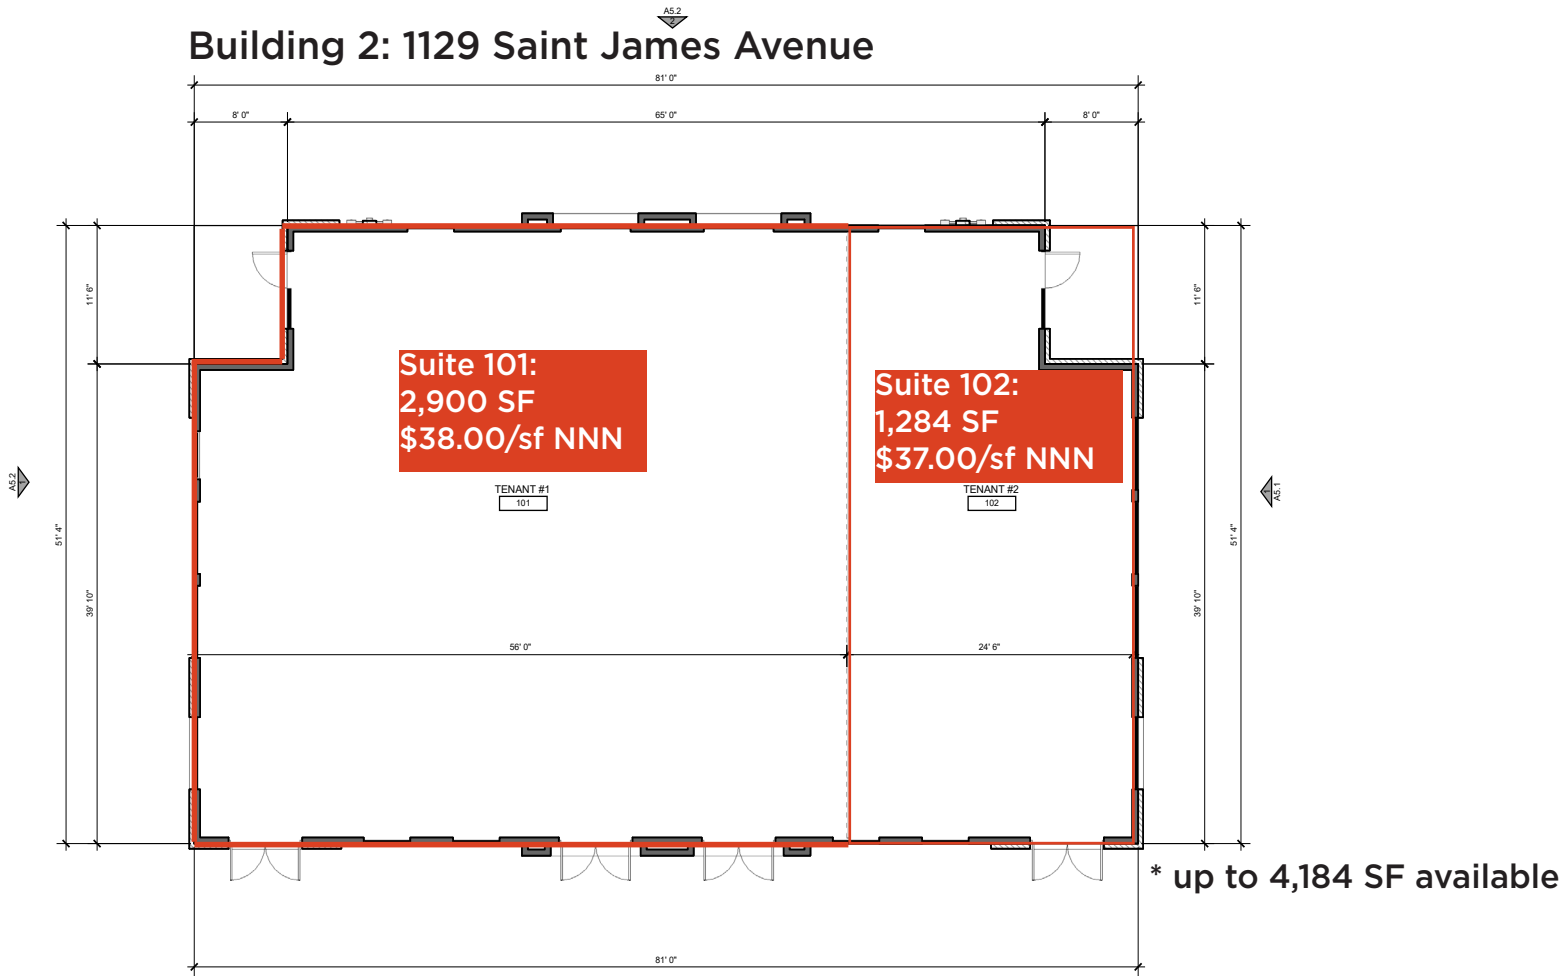 A5.2
2
Building 2: 1129 Saint James Avenue
81' 0"
8' 0"
65' 0"
8' 0"
11' 6"
11' 6"
Suite 101:
2,900 SF
$38.00/sf NNN
Suite 102:
1,284 SF
$37.00/sf NNN
TENANT #1
101
TENANT #2
102
A5.2
1
1
A5.1
51' 4"
51' 4"
39' 10"
39' 10"
56' 0"
24' 6"
* up to 4,184 SF available
81' 0"